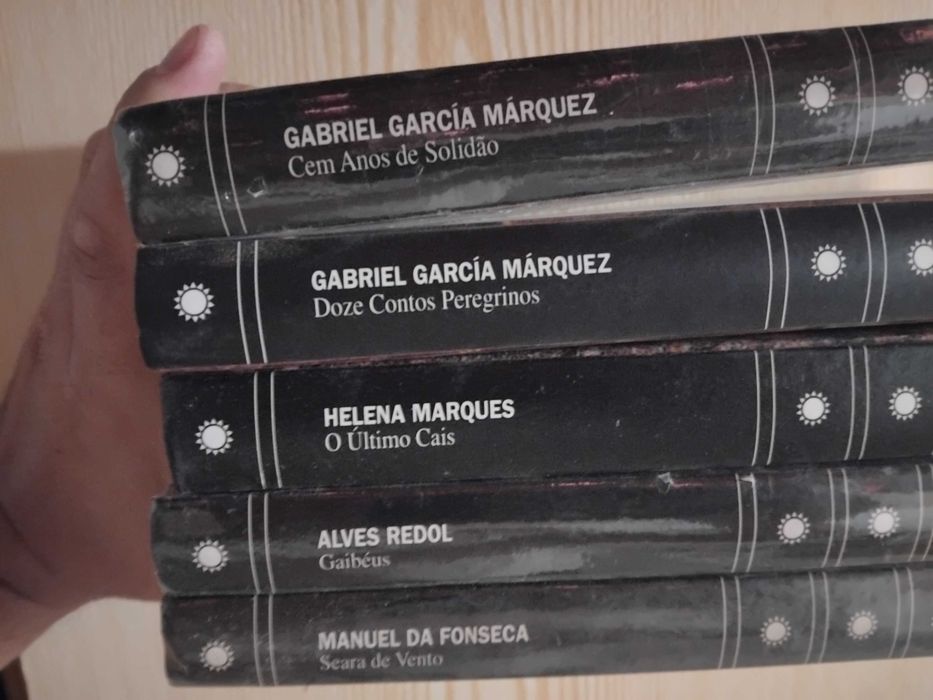 GABRIEL GARCÍA MÁRQUEZ
Cem Anos de Solidão
GABRIEL GARCÍA MÁRQUEZ
Doze Contos Peregrinos
HELENA MARQUES
O Último Cais
ALVES REDOL
Gaibéus
MANUEL DA FONSECA
Seara de Vento